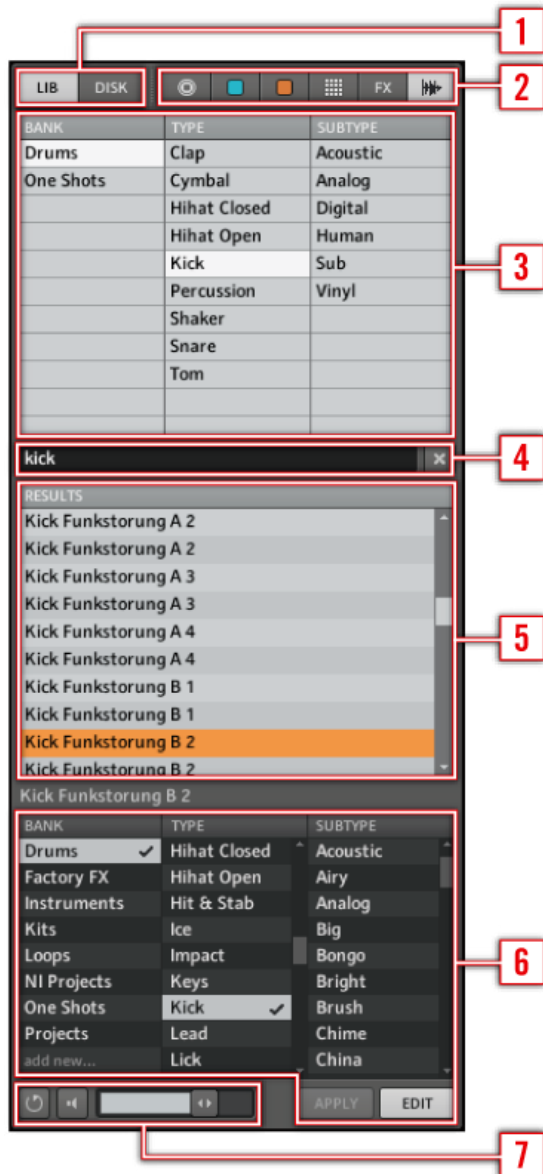 1
LIB DISK FX 2
BANK TYPE SUBTYPE
Drums Clap Acoustic
One Shots Cymbal Analog
Hihat Closed Digital
Hihat Open Human
Kick Sub
3
Percussion Vinyl
Shaker
Snare
Tom
kick 4
RESULTS
Kick Funkstorung A 2
Kick Funkstorung A 2
Kick Funkstorung A 3
Kick Funkstorung A 3
Kick Funkstorung A 4
5
Kick Funkstorung A 4
Kick Funkstorung B 1
Kick Funkstorung B 1
Kick Funkstorung B 2
Kick Funkstorung B 2
Kick Funkstorung B 2
BANK TYPE SUBTYPE
Drums Hihat Closed Acoustic
Factory FX Hihat Open Airy
Instruments Hit & Stab Analog
Kits Ice Big
Loops Impact Bongo
6
NI Projects Keys Bright
One Shots Kick Brush
Projects Lead Chime
add new... Lick China
APPLY EDIT
7